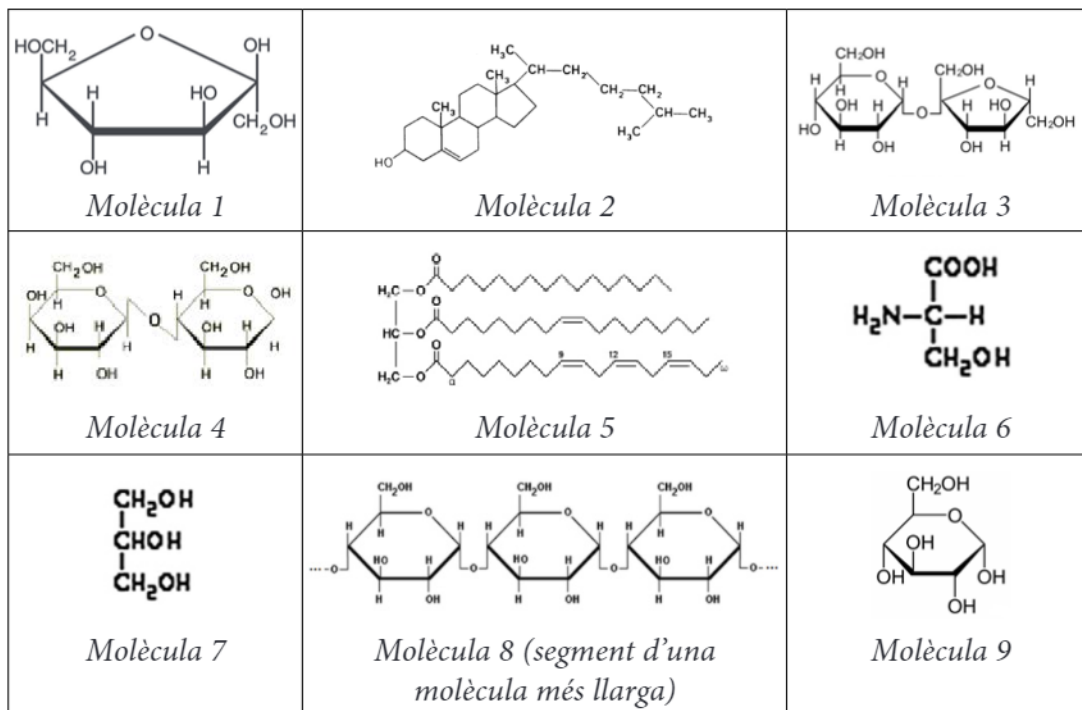 HOCH2
O
OH
H
HO
CH2OH
OH
H
Molècula 1
H3C
CH
CH2
CH2
CH3
CH2
CH2
CH3
CH
H3C
CH3
HO
Molècula 2
CH2OH
H
O
H
CH2OH
O
H
OH
H
H
HO
H
OH
O
OH
H
CH2OH
OH
H
Molècula 3
CH2OH
CH2OH
OH
O
H
O
OH
H
H
O
H
OH
H
H
OH
H
H
H
OH
H
OH
Molècula 4
O
H2C—O
O
HC—O
O
9 12 15
H2C—O
α
ω
Molècula 5
COOH
H2N—C—H
CH2OH
Molècula 6
CH2OH
CHOH
CH2OH
Molècula 7
CH2OH
CH2OH
CH2OH
H
O
H
H
O
H
H
O
H
H
H
H
HO
H
HO
H
HO
H
··· O
O
O
O ···
H
OH
H
OH
H
OH
Molècula 8 (segment d'una
molècula més llarga)
CH2OH
O
OH
OH
OH
OH
Molècula 9